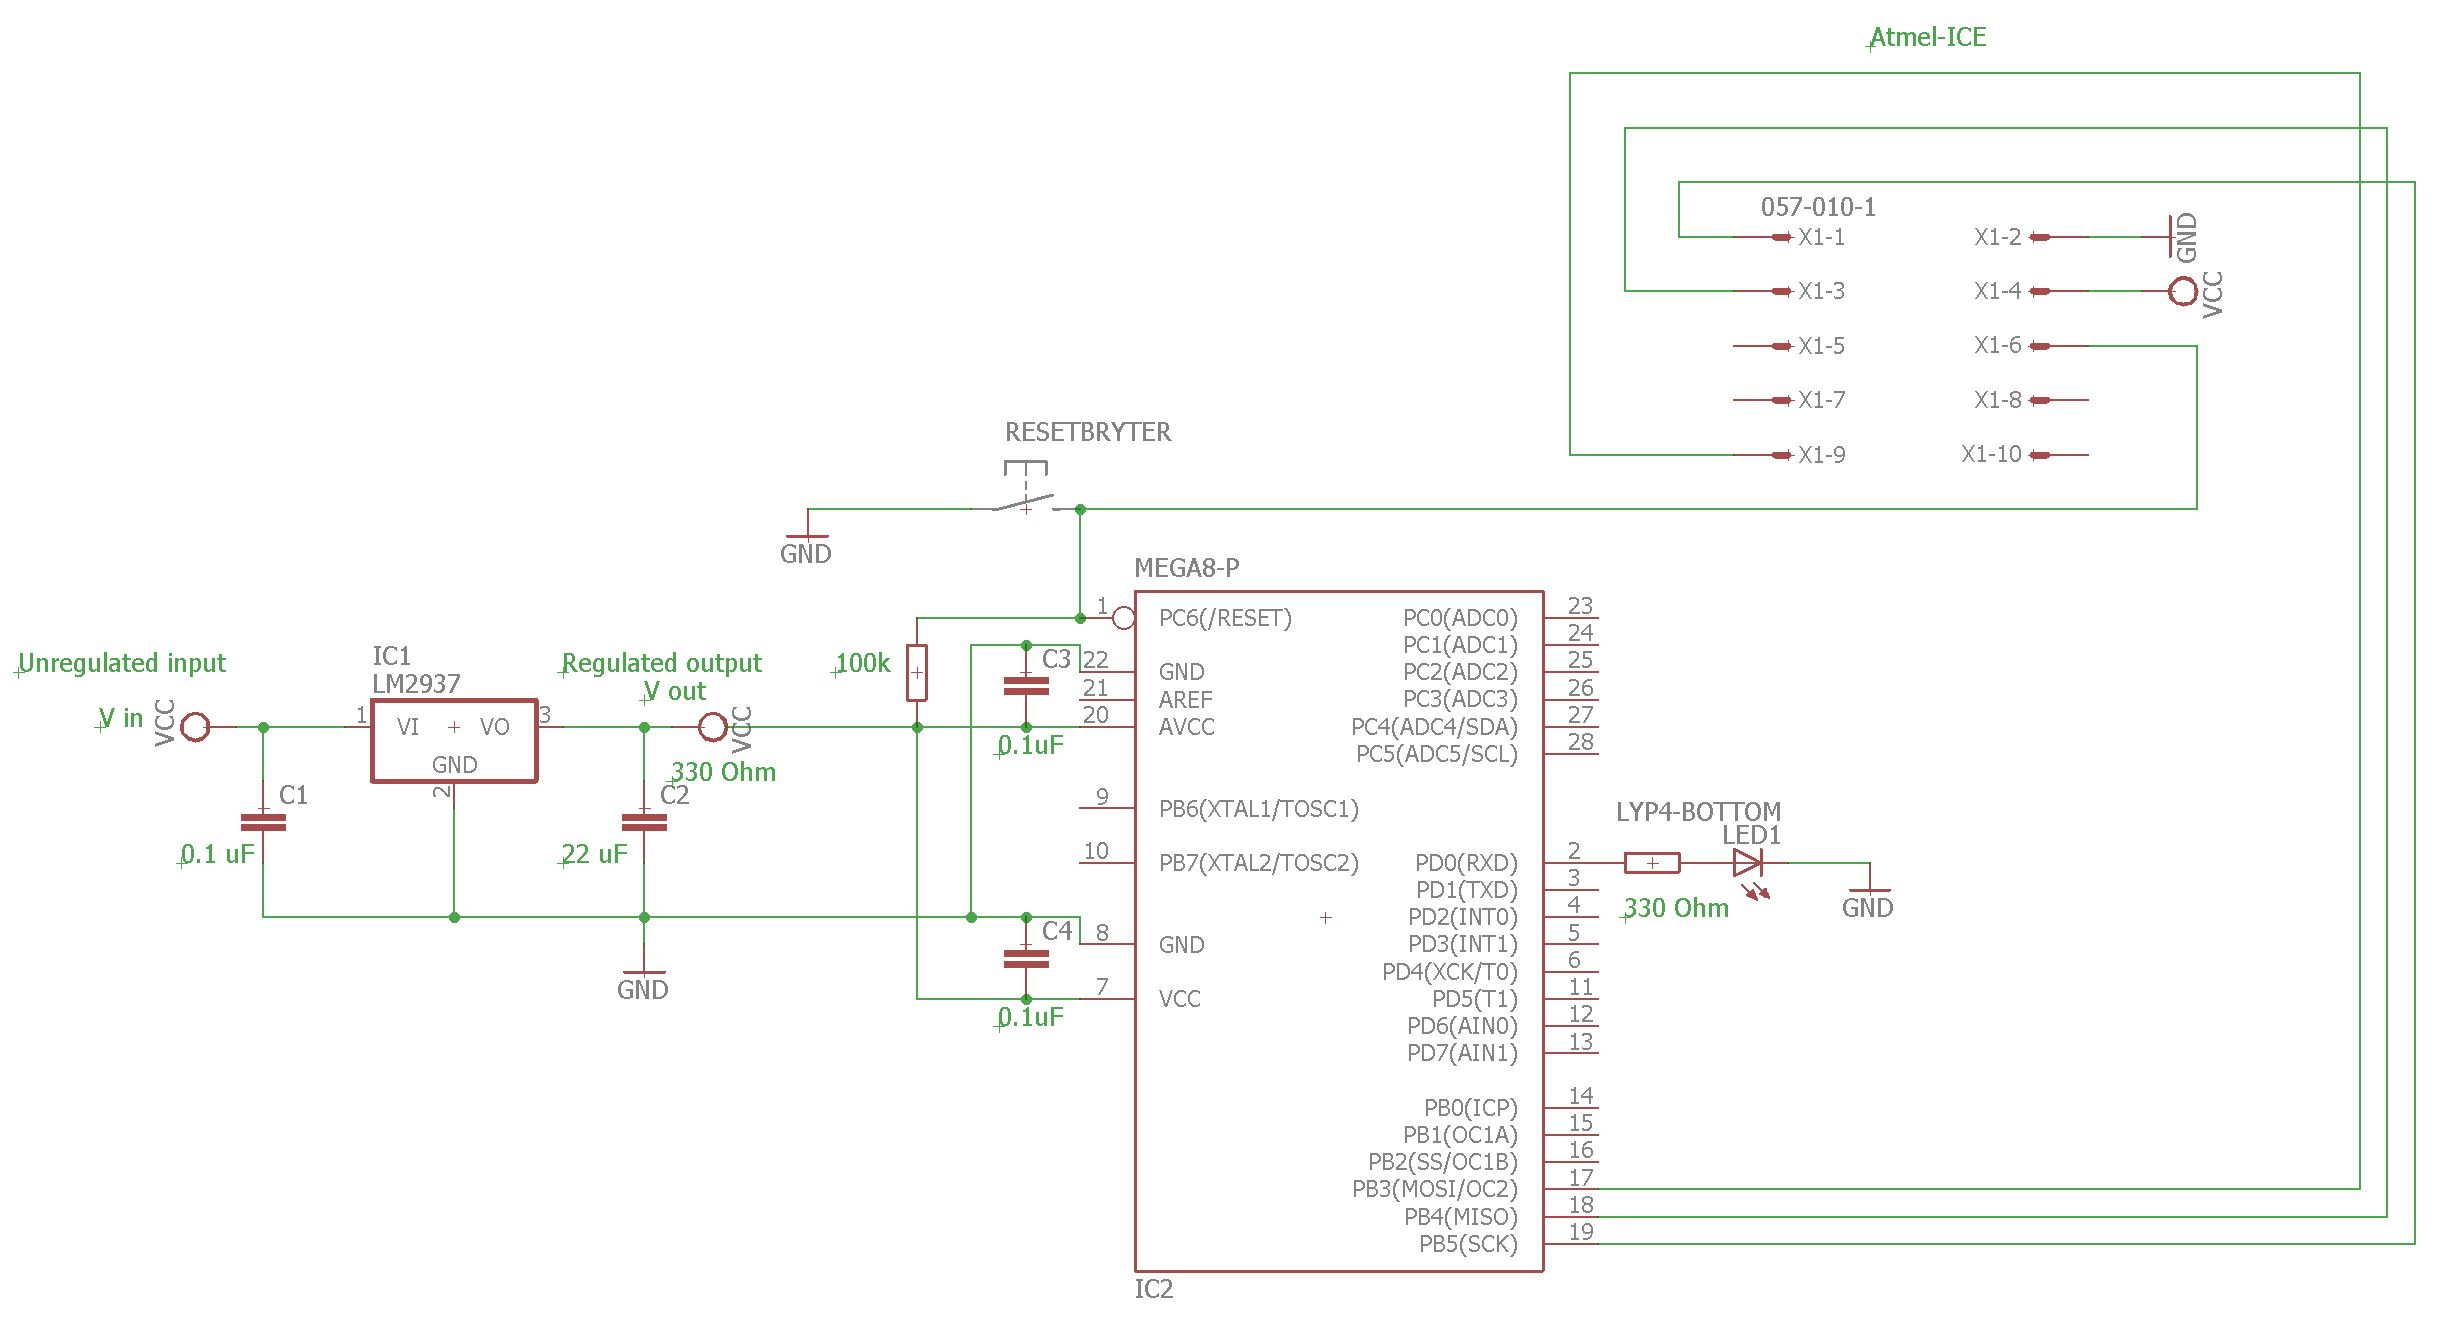 Atmel-ICE
057-010-1
X1-1
X1-2
GND
X1-3
X1-4
VCC
X1-5
X1-6
X1-7
X1-8
X1-9
X1-10
RESETBRYTER
GND
Unregulated input
V in
VCC
IC1
LM2937
1
VI
VO
3
GND
2
C1
0.1 uF
Regulated output
V out
VCC
330 Ohm
C2
22 uF
GND
100k
C3
0.1uF
C4
0.1uF
MEGA8-P
1 PC6(/RESET)
22 GND
21 AREF
20 AVCC
9 PB6(XTAL1/TOSC1)
10 PB7(XTAL2/TOSC2)
8 GND
7 VCC
PC0(ADC0) 23
PC1(ADC1) 24
PC2(ADC2) 25
PC3(ADC3) 26
PC4(ADC4/SDA) 27
PC5(ADC5/SCL) 28
PD0(RXD) 2
PD1(TXD) 3
PD2(INT0) 4
PD3(INT1) 5
PD4(XCK/T0) 6
PD5(T1) 11
PD6(AIN0) 12
PD7(AIN1) 13
PB0(ICP) 14
PB1(OC1A) 15
PB2(SS/OC1B) 16
PB3(MOSI/OC2) 17
PB4(MISO) 18
PB5(SCK) 19
IC2
LYP4-BOTTOM
LED1
330 Ohm
GND